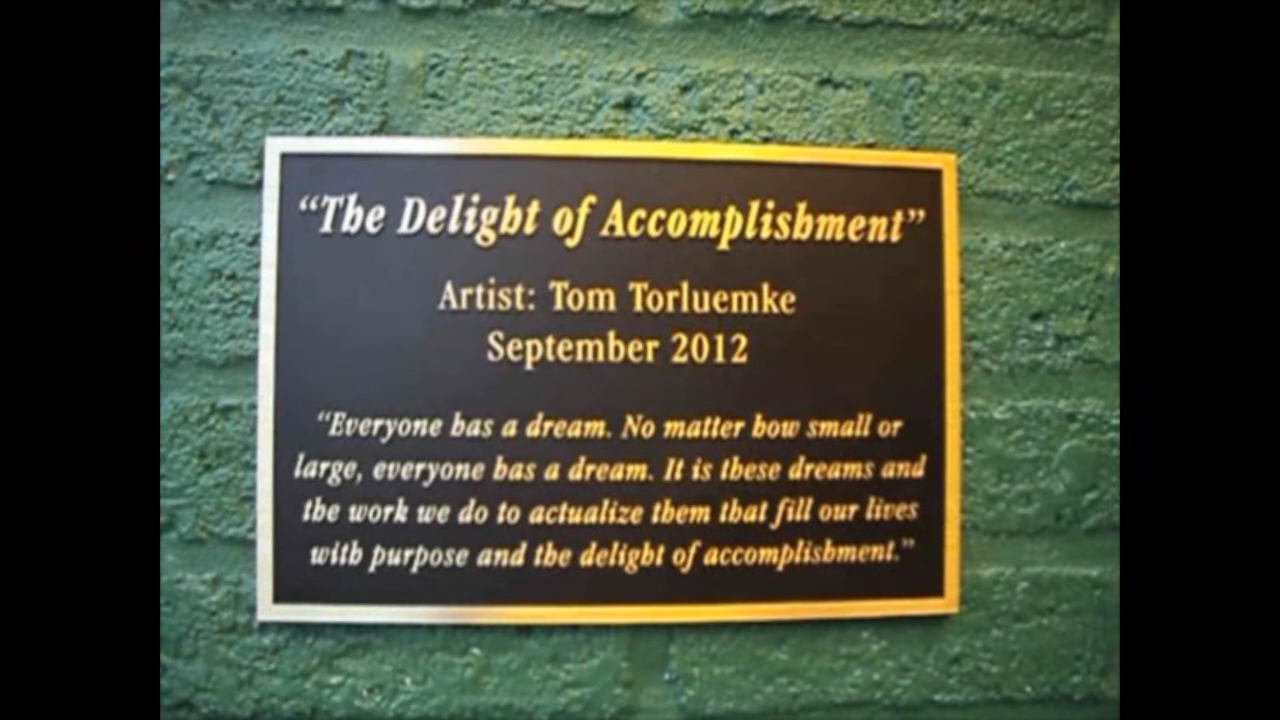 “The Delight of Accomplishment”
Artist: Tom Torluemke
September 2012
“Everyone has a dream. No matter how small or
large, everyone has a dream. It is these dreams and
the work we do to actualize them that fill our lives
with purpose and the delight of accomplishment.”